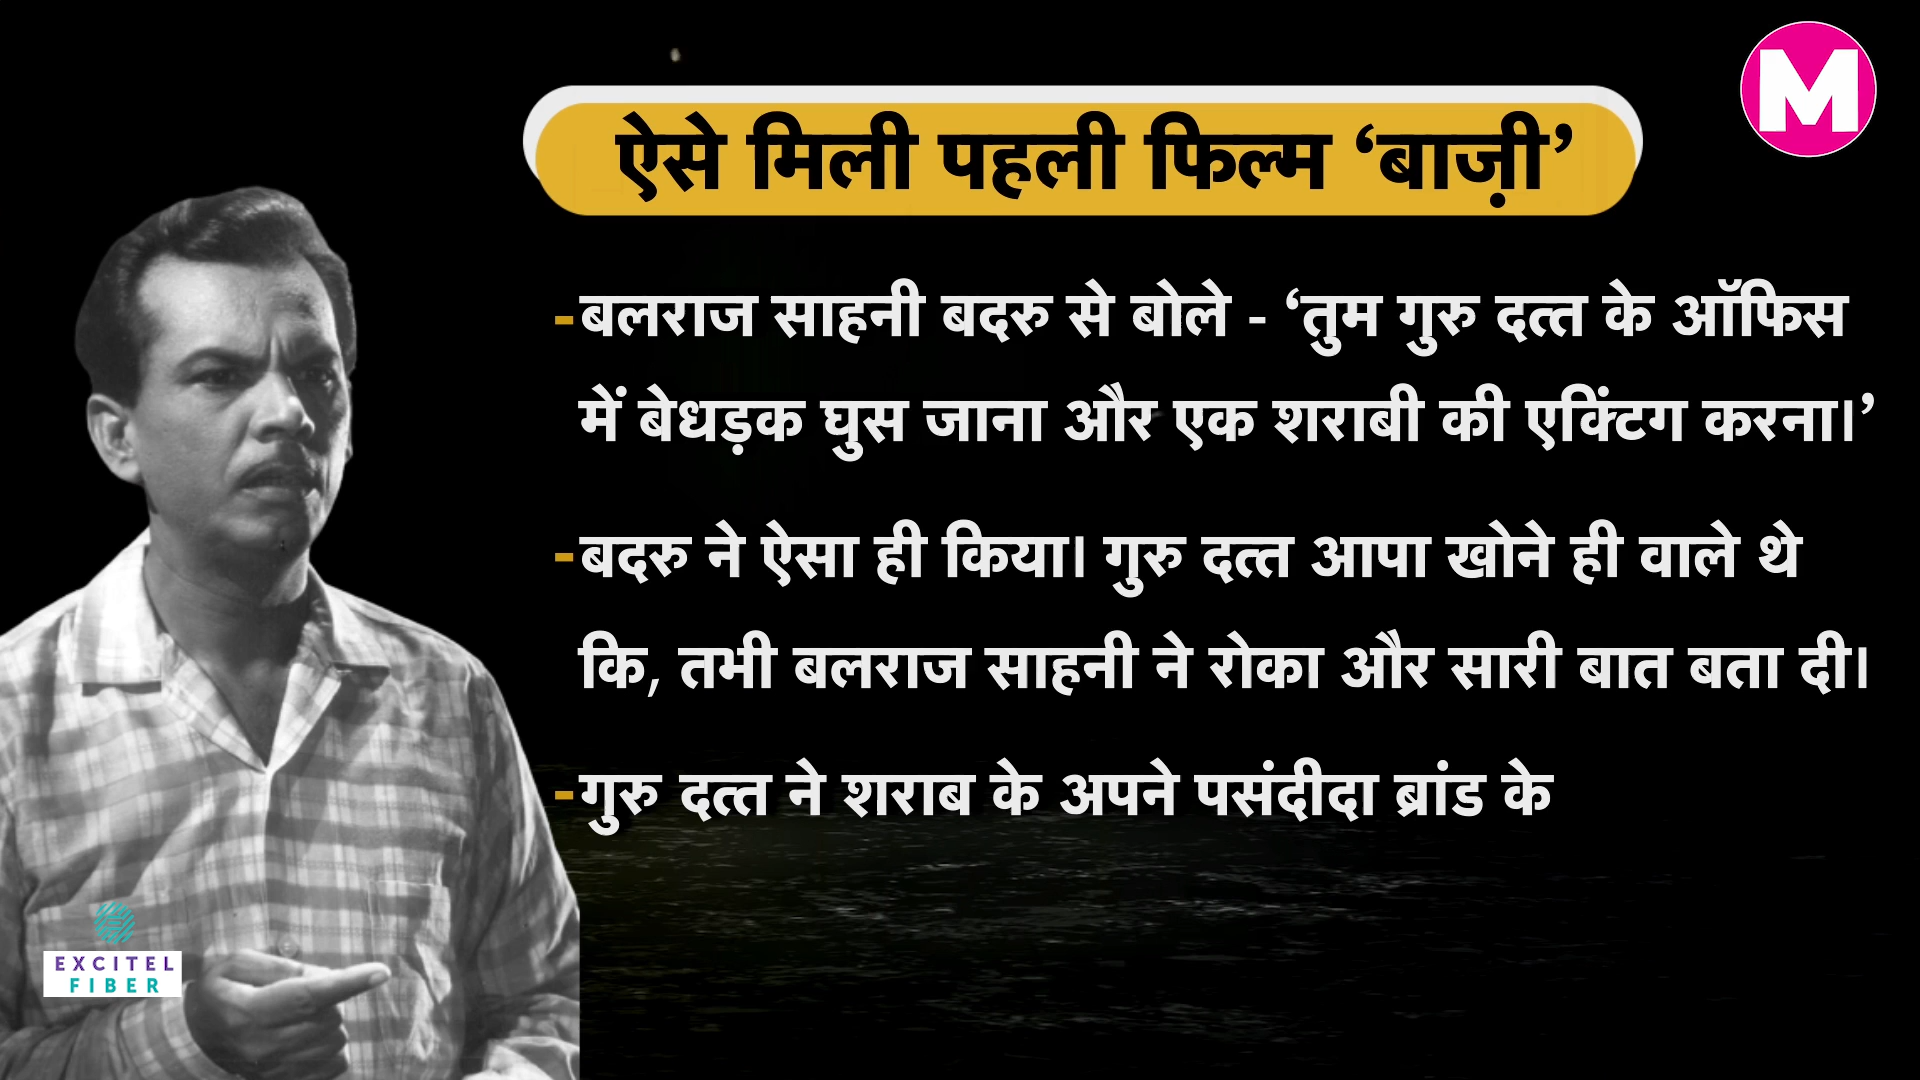 M
ऐसे मिली पहली फिल्म ‘बाज़ी’
-बलराज साहनी बदरु से बोले - ‘तुम गुरु दत्त के ऑफिस
में बेधड़क घुस जाना और एक शराबी की एक्टिंग करना।’
-बदरु ने ऐसा ही किया। गुरु दत्त आपा खोने ही वाले थे
कि, तभी बलराज साहनी ने रोका और सारी बात बता दी।
-गुरु दत्त ने शराब के अपने पसंदीदा ब्रांड के
EXCITEL
FIBER